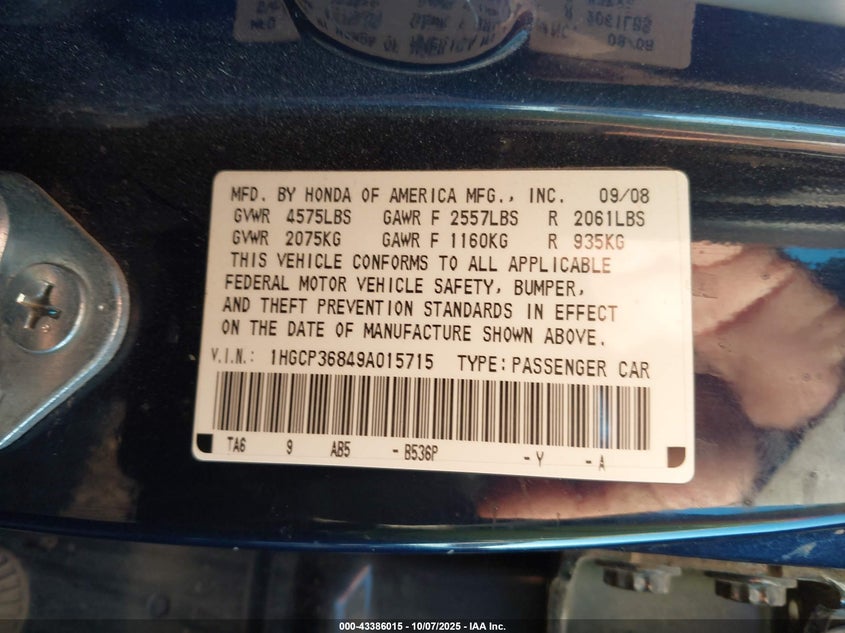 MFD. BY HONDA OF AMERICA MFG., INC. 09/08
GVWR 4575LBS GAWR F 2557LBS R 2061LBS
GVWR 2075KG GAWR F 1160KG R 935KG
THIS VEHICLE CONFORMS TO ALL APPLICABLE
FEDERAL MOTOR VEHICLE SAFETY, BUMPER,
AND THEFT PREVENTION STANDARDS IN EFFECT
ON THE DATE OF MANUFACTURE SHOWN ABOVE.
V.I.N.: 1HGCP36849A015715 TYPE: PASSENGER CAR
TA6 9 AB5 - B536P - Y - A
000-43386015 - 10/07/2025 - IAA Inc.